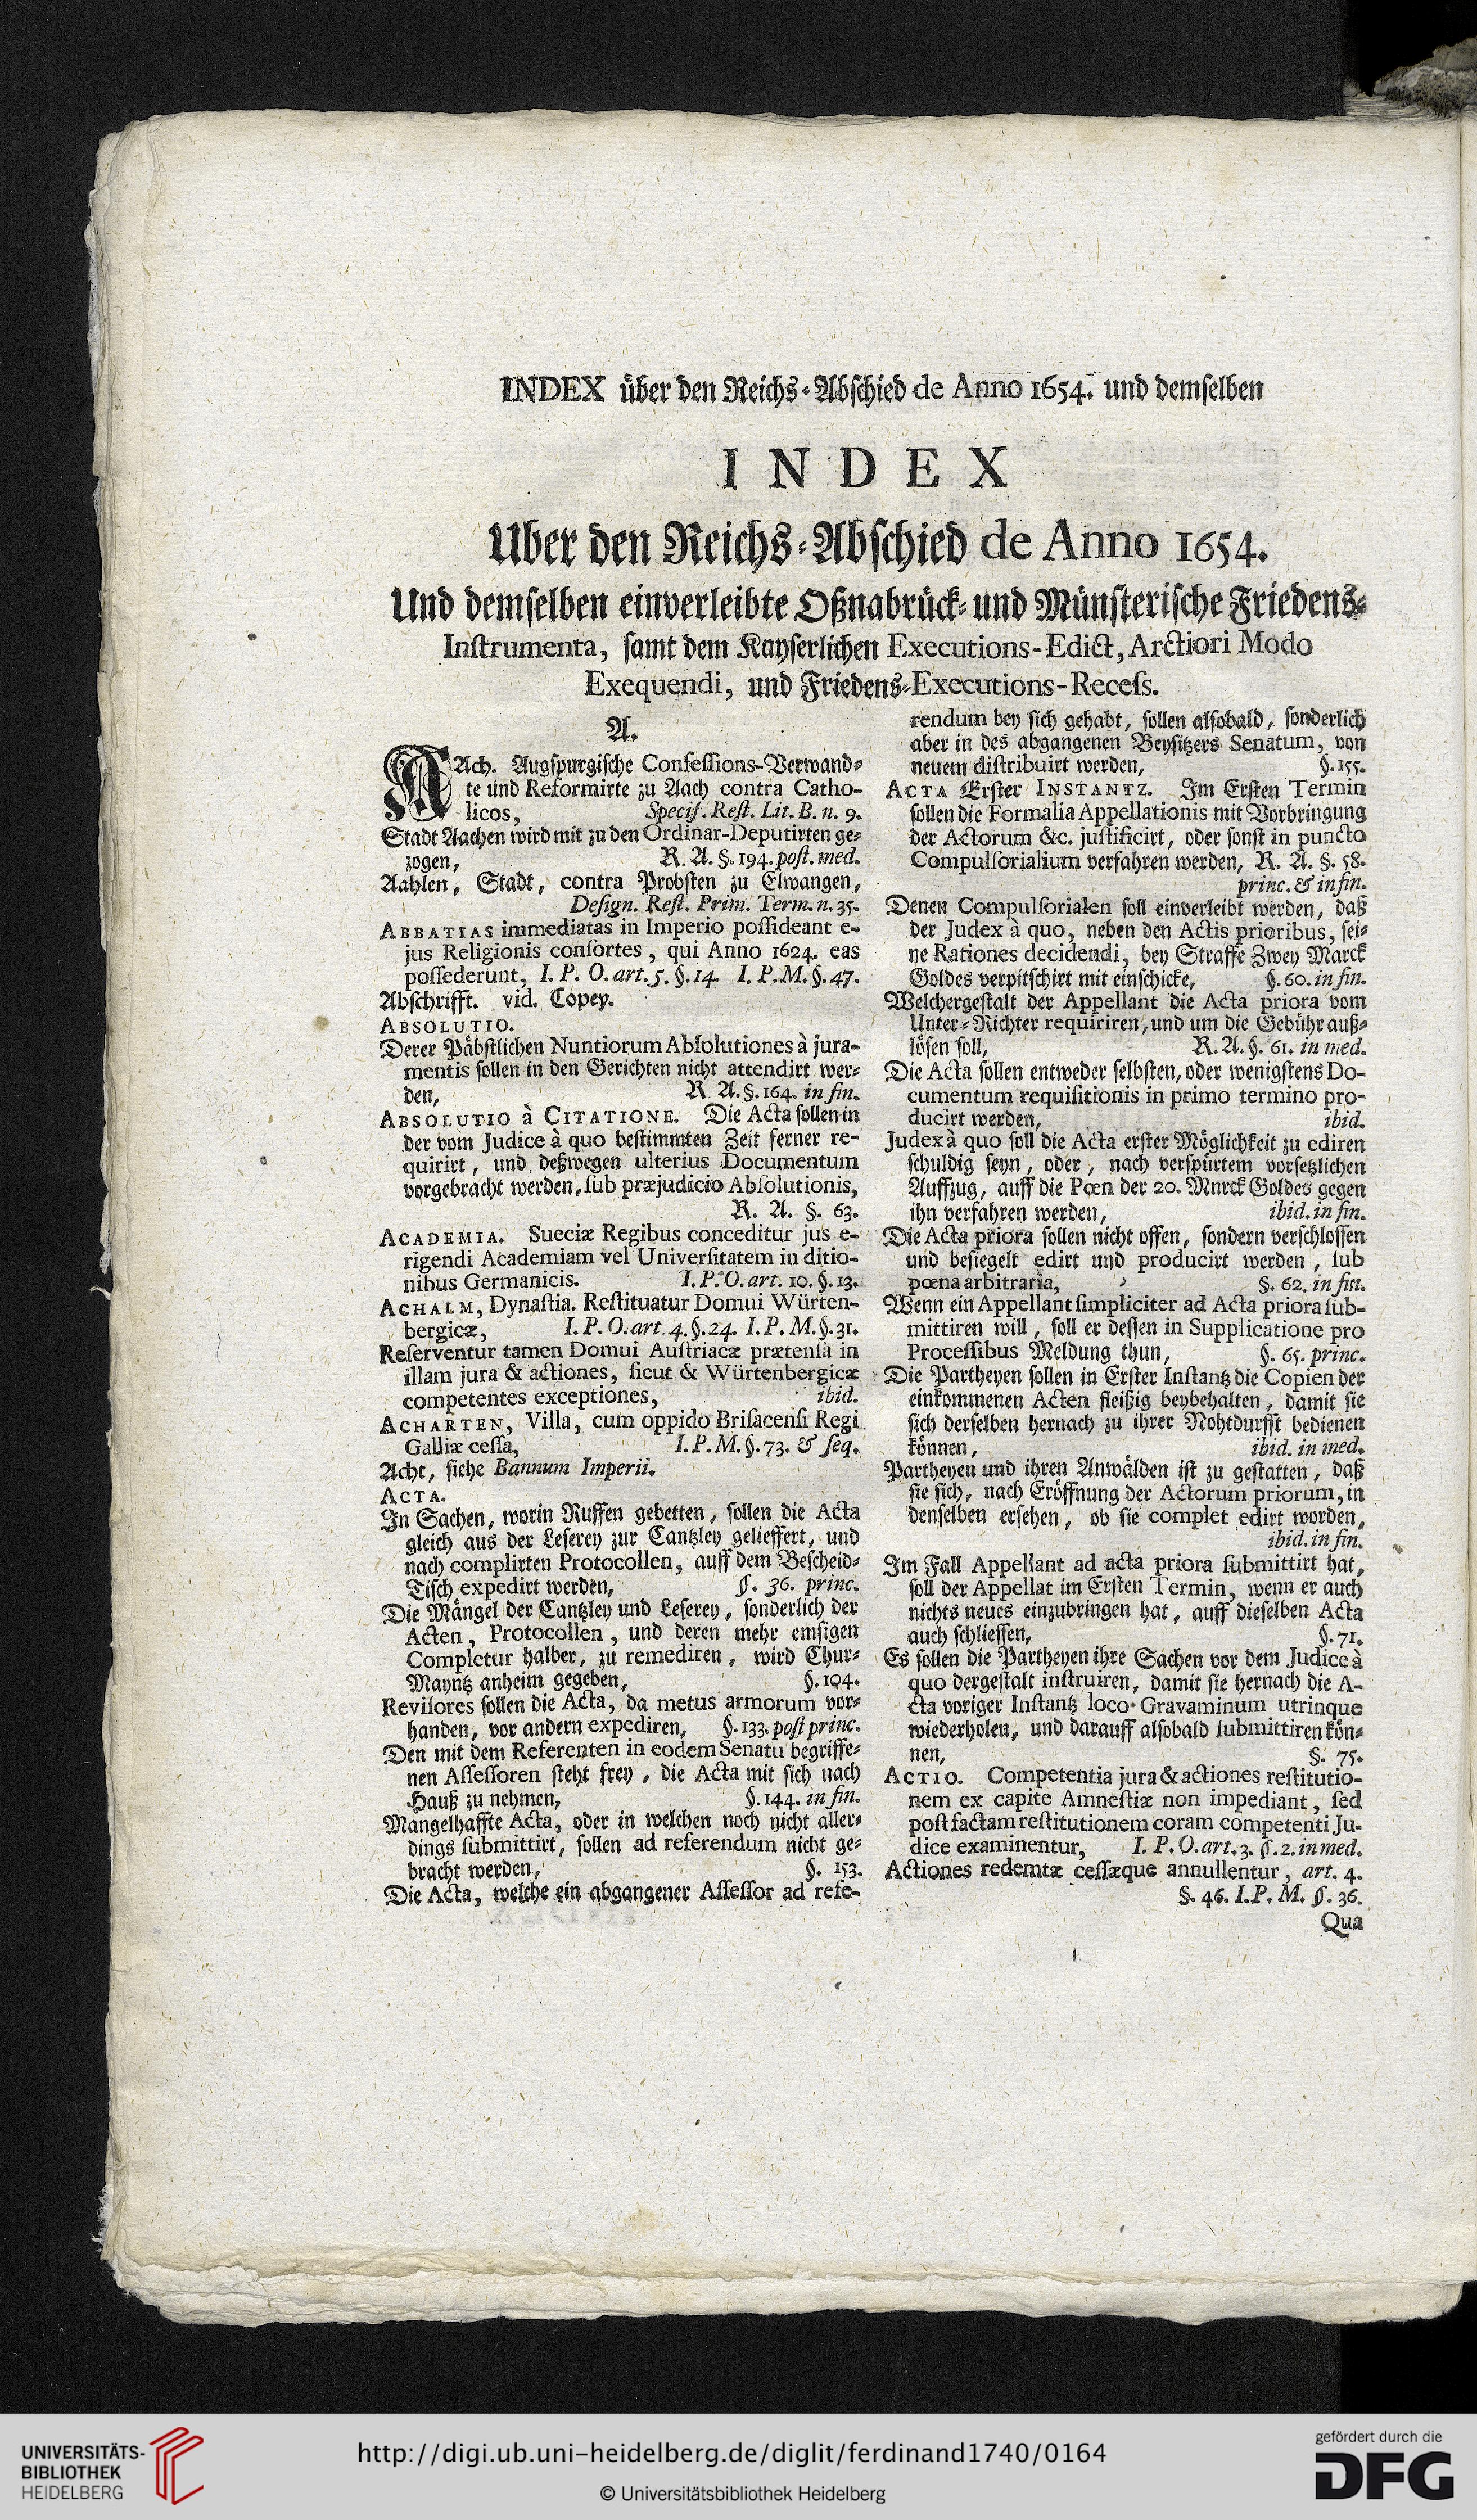 INDEX über den Reichs-Abschied de Anno 1654. und demselben
INDEX
Uber den Reichs-Abschied de Anno 1654.
Und demselben einverleibte Oßnabrück- und Münsterische Friedens-
Instrumenta, samt dem Kayserlichen Executions-Edict, Arctiori Modo
Exequendi, und Friedens-Executions-Recess.
A.
AAch. Augspurgische Confessions-Verwand-
te und Reformirte zu Aach contra Catho-
licos, Specif. Rest. Lit. B. n. 9.
Stadt Aachen wird mit zu den Ordinar-Deputirten ge-
zogen, R. A. §. 194. post. med.
Aahlen, Stadt, contra Probsten zu Elwangen,
Design. Rest. Prim. Term. n. 35.
ABBATIAS immediatas in Imperio possideant e-
jus Religionis consortes, qui Anno 1624. eas
possederunt, I. P. O. art. 5. §. 14. I. P. M. §. 47.
Abschrifft. vid. Copey.
ABSOLUTIO.
Derer Päbstlichen Nuntiorum Absolutiones à jura-
mentis sollen in den Gerichten nicht attendirt wer-
den, R. A. §. 164. in fin.
ABSOLUTIO à CITATIONE. Die Acta sollen in
der vom Judice à quo bestimmten Zeit ferner re-
quirirt, und deßwegen ulterius Documentum
vorgebracht werden, sub præjudicio Absolutionis,
R. A. §. 63.
ACADEMIA. Sueciæ Regibus conceditur jus e-
rigendi Academiam vel Universitatem in ditio-
nibus Germanicis. I. P. O. art. 10. §. 13.
ACHALM, Dynastia. Restituatur Domui Würten-
bergicæ, I. P. O. art. 4. §. 24. I. P. M. §. 31.
Reserventur tamen Domui Austriacæ prætensa in
illam jura & actiones, sicut & Würtenbergicæ
competentes exceptiones, ibid.
ACHARTEN, Villa, cum oppido Brisacensi Regi
Galliæ cessa, I. P. M. §. 73. & seq.
Acht, siehe Bannum Imperii.
ACTA.
In Sachen, worin Ruffen gebetten, sollen die Acta
gleich aus der Leserey zur Cantzley gelieffert, und
nach complirten Protocollen, auff dem Bescheid-
Tisch expedirt werden, §. 36. princ.
Die Mängel der Cantzley und Leserey, sonderlich der
Acten, Protocollen, und deren mehr emsigen
Completur halber, zu remediren, wird Chur-
Mayntz anheim gegeben, §. 104.
Revisores sollen die Acta, da metus armorum vor-
handen, vor andern expediren, §. 133. post princ.
Den mit dem Referenten in eodem Senatu begriffe-
nen Assessoren steht frey, die Acta mit sich nach
Hauß zu nehmen, §. 144. in fin.
Mangelhaffte Acta, oder in welchen noch nicht aller-
dings submittirt, sollen ad referendum nicht ge-
bracht werden, §. 153.
Die Acta, welche ein abgangener Assessor ad refe-
rendum bey sich gehabt, sollen alsobald, sonderlich
aber in des abgangenen Beysitzers Senatum, von
neuem distribuirt werden, §. 155.
ACTA Erster INSTANTZ. Im Ersten Termin
sollen die Formalia Appellationis mit Vorbringung
der Actorum &c. justificirt, oder sonst in puncto
Compulsorialium verfahren werden, R. A. §. 58.
princ. & in fin.
Denen Compulsorialen soll einverleibt werden, daß
der Judex à quo, neben den Actis prioribus, sei-
ne Rationes decidendi, bey Straffe Zwey Marck
Goldes verpitschirt mit einschicke, §. 60. in fin.
Welchergestalt der Appellant die Acta priora vom
Unter-Richter requiriren, und um die Gebühr auß-
lösen soll, R. A. §. 61. in med.
Die Acta sollen entweder selbsten, oder wenigstens Do-
cumentum requisitionis in primo termino pro-
ducirt werden, ibid.
Judex à quo soll die Acta erster Möglichkeit zu ediren
schuldig seyn, oder, nach verspürtem vorsetzlichen
Auffzug, auff die Pœn der 20. Mnrck Goldes gegen
ihn verfahren werden, ibid. in fin.
Die Acta priora sollen nicht offen, sondern verschlossen
und besiegelt edirt und producirt werden, sub
pœna arbitraria, §. 62. in fin.
Wenn ein Appellant simpliciter ad Acta priora sub-
mittiren will, soll er dessen in Supplicatione pro
Processibus Meldung thun, §. 65. princ.
Die Partheyen sollen in Erster Instantz die Copien der
einkommenen Acten fleißig beybehalten, damit sie
sich derselben hernach zu ihrer Nohtdurfft bedienen
können, ibid. in med.
Partheyen und ihren Anwälden ist zu gestatten, daß
sie sich, nach Eröffnung der Actorum priorum, in
denselben ersehen, ob sie complet edirt worden,
ibid. in fin.
Im Fall Appellant ad acta priora submittirt hat,
soll der Appellat im Ersten Termin, wenn er auch
nichts neues einzubringen hat, auff dieselben Acta
auch schliessen, §. 71.
Es sollen die Partheyen ihre Sachen vor dem Judice à
quo dergestalt instruiren, damit sie hernach die A-
cta voriger Instantz loco Gravaminum utrinque
wiederholen, und darauff alsobald submittiren kön-
nen, §. 75.
ACTIO. Competentia jura & actiones restitutio-
nem ex capite Amnestiæ non impediant, sed
post factam restitutionem coram competenti Ju-
dice examinentur, I. P. O. art. 3. §. 2. in med.
Actiones redemtæ cessæque annullentur, art. 4.
§. 46. I. P. M. §. 36.
Qua
UNIVERSITÄTS-
BIBLIOTHEK
HEIDELBERG
http://digi.ub.uni-heidelberg.de/diglit/ferdinand1740/0164
© Universitätsbibliothek Heidelberg
gefördert durch die
DFG